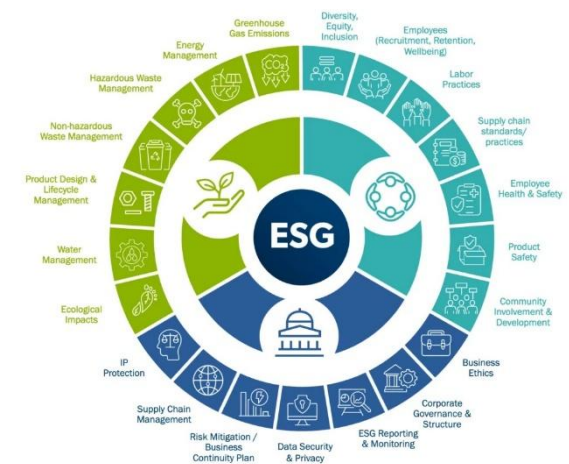 Greenhouse
Gas Emissions
Diversity,
Equity,
Inclusion
Employees
(Recruitment, Retention,
Wellbeing)
Energy
Management
Labor
Practices
Hazardous Waste
Management
Supply chain
standards/
practices
Non-hazardous
Waste Management
CO2
Product Design &
Lifecycle
Management
Employee
Health & Safety
ESG
Water
Management
Product
Safety
Ecological
Impacts
Community
Involvement &
Development
IP
Protection
Business
Ethics
Supply Chain
Management
Corporate
Governance &
Structure
Risk Mitigation /
Business
Continuity Plan
Data Security
& Privacy
ESG Reporting
& Monitoring